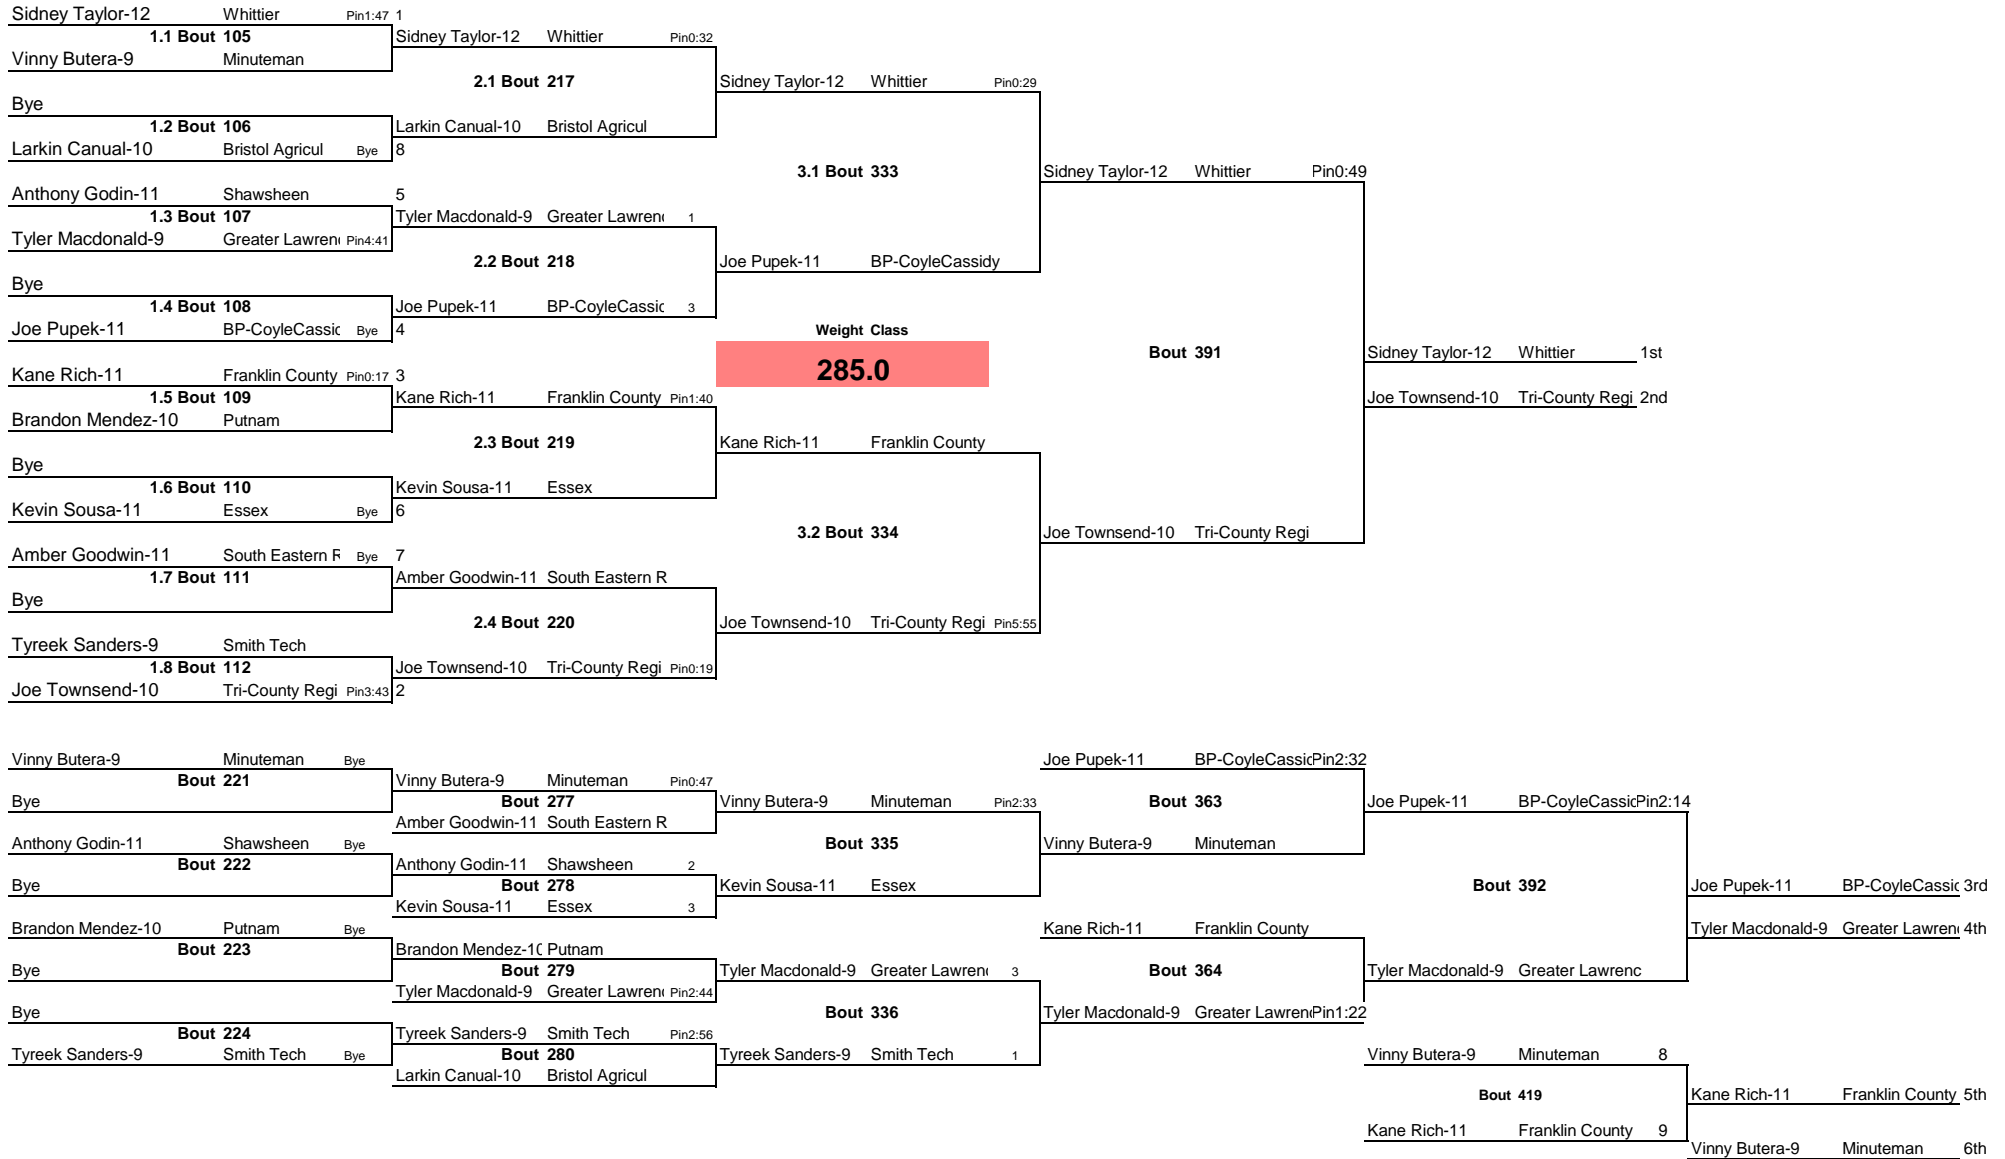 Sidney Taylor-12 Whittier Pin1:47 1
1.1 Bout 105
Vinny Butera-9 Minuteman
Bye
1.2 Bout 106
Larkin Canual-10 Bristol Agricul Bye 8
Anthony Godin-11 Shawsheen 5
1.3 Bout 107
Tyler Macdonald-9 Greater Lawren Pin4:41
Bye
1.4 Bout 108
Joe Pupek-11 BP-CoyleCassic Bye 4
Kane Rich-11 Franklin County Pin0:17 3
1.5 Bout 109
Brandon Mendez-10 Putnam
Bye
1.6 Bout 110
Kevin Sousa-11 Essex Bye 6
Amber Goodwin-11 South Eastern R Bye 7
1.7 Bout 111
Bye
Tyreek Sanders-9 Smith Tech
1.8 Bout 112
Joe Townsend-10 Tri-County Regi Pin3:43 2
Sidney Taylor-12 Whittier Pin0:32
2.1 Bout 217
Larkin Canual-10 Bristol Agricul
Tyler Macdonald-9 Greater Lawren 1
2.2 Bout 218
Joe Pupek-11 BP-CoyleCassic 3
Kane Rich-11 Franklin County Pin1:40
2.3 Bout 219
Kevin Sousa-11 Essex
Amber Goodwin-11 South Eastern R
2.4 Bout 220
Joe Townsend-10 Tri-County Regi Pin0:19
Sidney Taylor-12 Whittier Pin0:29
3.1 Bout 333
Joe Pupek-11 BP-CoyleCassidy
Weight Class
285.0
Kane Rich-11 Franklin County
3.2 Bout 334
Joe Townsend-10 Tri-County Regi Pin5:55
Sidney Taylor-12 Whittier Pin0:49
Bout 391
Joe Townsend-10 Tri-County Regi
Sidney Taylor-12 Whittier 1st
Joe Townsend-10 Tri-County Regi 2nd
Vinny Butera-9 Minuteman Bye
Bout 221
Bye
Anthony Godin-11 Shawsheen Bye
Bout 222
Bye
Brandon Mendez-10 Putnam Bye
Bout 223
Bye
Bye
Bout 224
Tyreek Sanders-9 Smith Tech Bye
Vinny Butera-9 Minuteman Pin0:47
Bout 277
Amber Goodwin-11 South Eastern R
Anthony Godin-11 Shawsheen 2
Bout 278
Kevin Sousa-11 Essex 3
Brandon Mendez-10 Putnam
Bout 279
Tyler Macdonald-9 Greater Lawren Pin2:44
Tyreek Sanders-9 Smith Tech Pin2:56
Bout 280
Larkin Canual-10 Bristol Agricul
Vinny Butera-9 Minuteman Pin2:33
Bout 335
Kevin Sousa-11 Essex
Tyler Macdonald-9 Greater Lawrenc 3
Bout 336
Tyreek Sanders-9 Smith Tech 1
Joe Pupek-11 BP-CoyleCassic Pin2:32
Bout 363
Vinny Butera-9 Minuteman
Kane Rich-11 Franklin County
Bout 364
Tyler Macdonald-9 Greater Lawren Pin1:22
Joe Pupek-11 BP-CoyleCassic Pin2:14
Bout 392
Tyler Macdonald-9 Greater Lawrenc
Joe Pupek-11 BP-CoyleCassic 3rd
Tyler Macdonald-9 Greater Lawren 4th
Vinny Butera-9 Minuteman 8
Bout 419
Kane Rich-11 Franklin County 9
Kane Rich-11 Franklin County 5th
Vinny Butera-9 Minuteman 6th